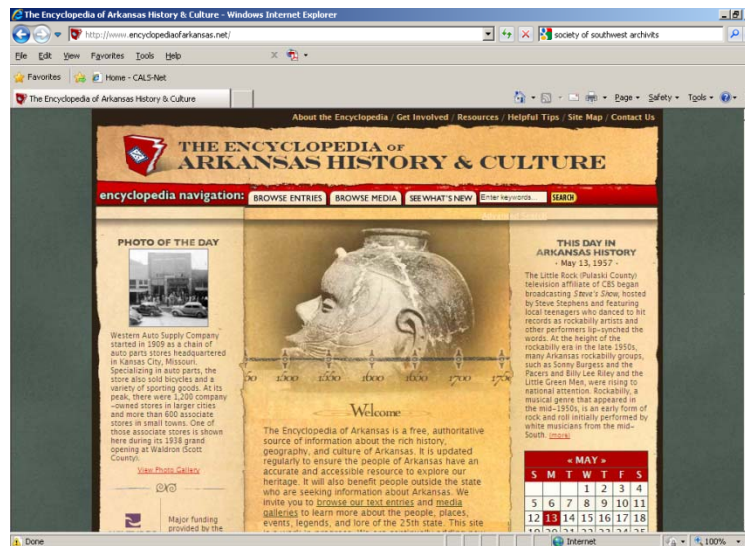 The Encyclopedia of Arkansas History & Culture - Windows Internet Explorer
http://www.encyclopediaofarkansas.net/
society of southwest archivits
File Edit View Favorites Tools Help
Favorites Home - CALS-Net
The Encyclopedia of Arkansas History & Culture
Page Safety Tools
About the Encyclopedia / Get Involved / Resources / Helpful Tips / Site Map / Contact Us
THE ENCYCLOPEDIA OF
ARKANSAS HISTORY & CULTURE
encyclopedia navigation: BROWSE ENTRIES BROWSE MEDIA SEE WHAT'S NEW Enter keywords... SEARCH
PHOTO OF THE DAY
Western Auto Supply Company
started in 1909 as a chain of
auto parts stores headquartered
in Kansas City, Missouri.
Specializing in auto parts, the
store also sold bicycles and a
variety of sporting goods. At its
peak, there were 1,200 company
-owned stores in larger cities
and more than 600 associate
stores in small towns. One of
those associate stores is shown
here during its 1938 grand
opening at Waldron (Scott
County).
View Photo Gallery
Major funding
provided by the
1600 1700
Welcome
The Encyclopedia of Arkansas is a free, authoritative
source of information about the rich history,
geography, and culture of Arkansas. It is updated
regularly to ensure the people of Arkansas have an
accurate and accessible resource to explore our
heritage. It will also benefit people outside the state
who are seeking information about Arkansas. We
invite you to browse our text entries and media
galleries to learn more about the people, places,
events, legends, and lore of the 25th state. This site
THIS DAY IN
ARKANSAS HISTORY
- May 13, 1957 -
The Little Rock (Pulaski County)
television affiliate of CBS began
broadcasting Steve's Show, hosted
by Steve Stephens and featuring
local teenagers who danced to hit
records as rockabilly artists and
other performers lip-synched the
words. At the height of the
rockabilly era in the late 1950s,
many Arkansas rockabilly groups,
such as Sonny Burgess and the
Pacers and Billy Lee Riley and the
Little Green Men, were rising to
national attention. Rockabilly, a
musical genre that appeared in
the mid-1950s, is an early form of
rock and roll initially performed by
white musicians from the mid-
South. (more)
« MAY »
S M T W T F S
1 2 3 4
5 6 7 8 9 10 11
12 13 14 15 16 17 18
Done Internet 100%